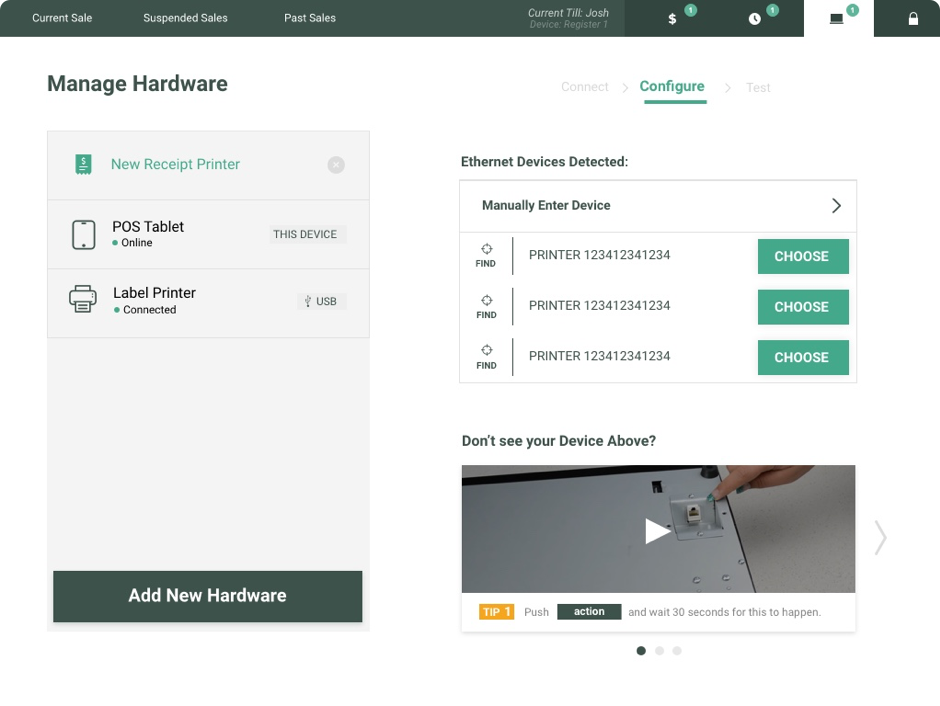 Current Sale
Suspended Sales
Past Sales
Current Till: Josh
Device: Register 1
$
1
1
1
Manage Hardware
Connect
Configure
Test
$
New Receipt Printer
POS Tablet
Online
THIS DEVICE
Label Printer
Connected
USB
Add New Hardware
Ethernet Devices Detected:
Manually Enter Device
FIND
PRINTER 123412341234
CHOOSE
FIND
PRINTER 123412341234
CHOOSE
FIND
PRINTER 123412341234
CHOOSE
Don't see your Device Above?
TIP 1 Push action and wait 30 seconds for this to happen.